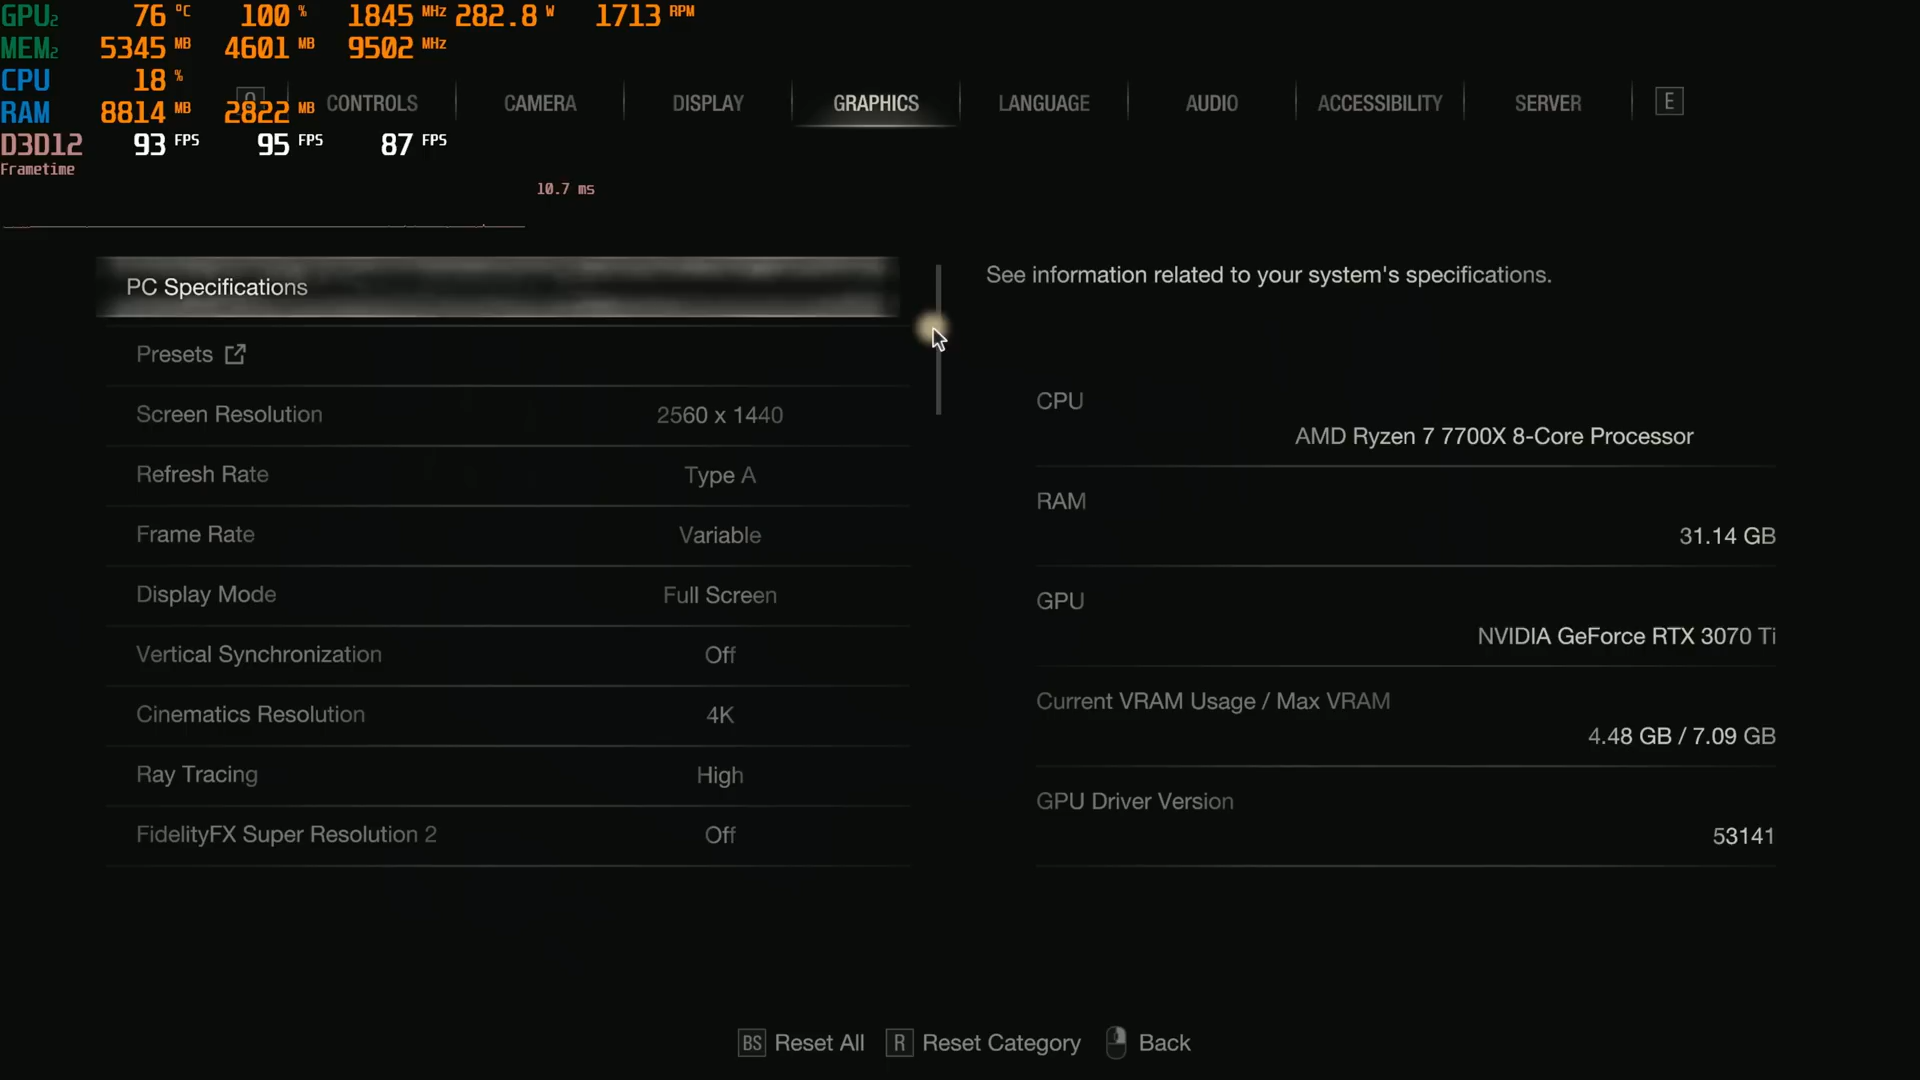 GPU2 76 °C 100 % 1845 MHz 282.8 W 1713 RPM
MEM2 5345 MB 4601 MB 9502 MHz
CPU 18 %
RAM 8814 MB 2822 MB
D3D12 93 FPS 95 FPS 87 FPS
Frametime
10.7 ms
Q CONTROLS CAMERA DISPLAY GRAPHICS LANGUAGE AUDIO ACCESSIBILITY SERVER E
PC Specifications
Presets
Screen Resolution 2560 x 1440
Refresh Rate Type A
Frame Rate Variable
Display Mode Full Screen
Vertical Synchronization Off
Cinematics Resolution 4K
Ray Tracing High
FidelityFX Super Resolution 2 Off
See information related to your system's specifications.
CPU
AMD Ryzen 7 7700X 8-Core Processor
RAM
31.14 GB
GPU
NVIDIA GeForce RTX 3070 Ti
Current VRAM Usage / Max VRAM
4.48 GB / 7.09 GB
GPU Driver Version
53141
BS Reset All R Reset Category Back